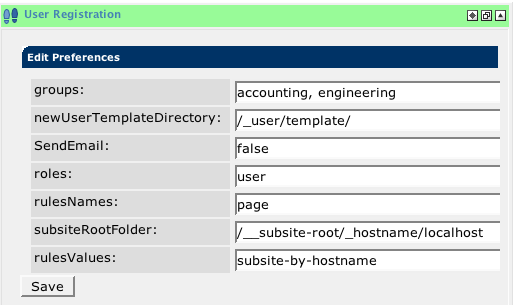 User Registration
Edit Preferences
groups: accounting, engineering
newUserTemplateDirectory: /_user/template/
SendEmail: false
roles: user
rulesNames: page
subsiteRootFolder: /__subsite-root/_hostname/localhost
rulesValues: subsite-by-hostname
Save